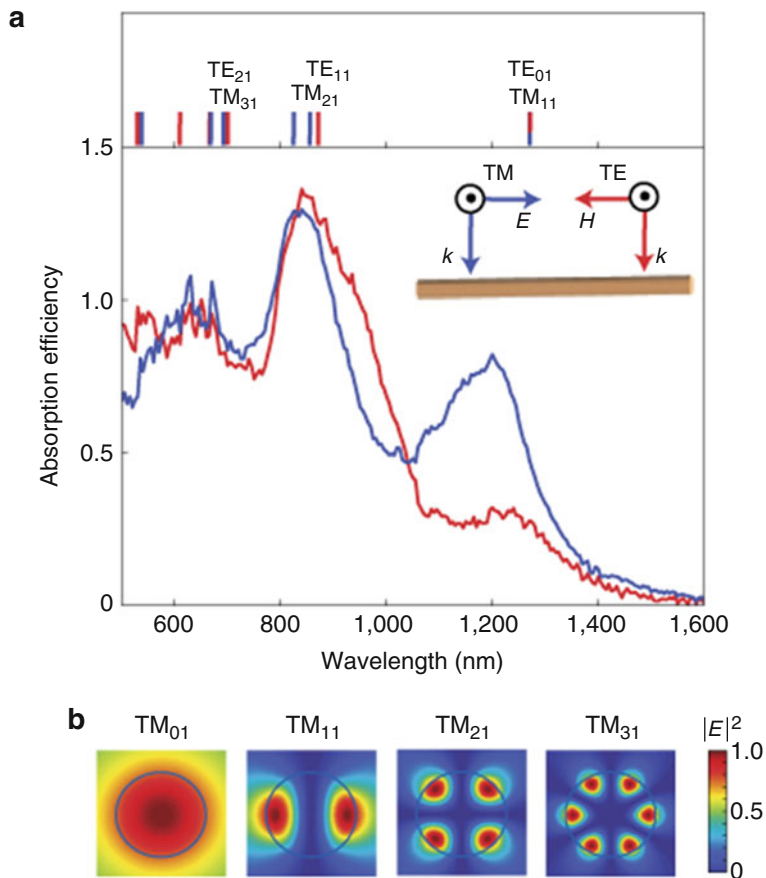 a
TE₂₁ TE₁₁ TE₀₁
TM₃₁ TM₂₁ TM₁₁
1.5
TM TE
E H
k k
1.0
Absorption efficiency
0.5
0
600 800 1,000 1,200 1,400 1,600
Wavelength (nm)
b
TM₀₁ TM₁₁ TM₂₁ TM₃₁ |E|²
1.0
0.5
0